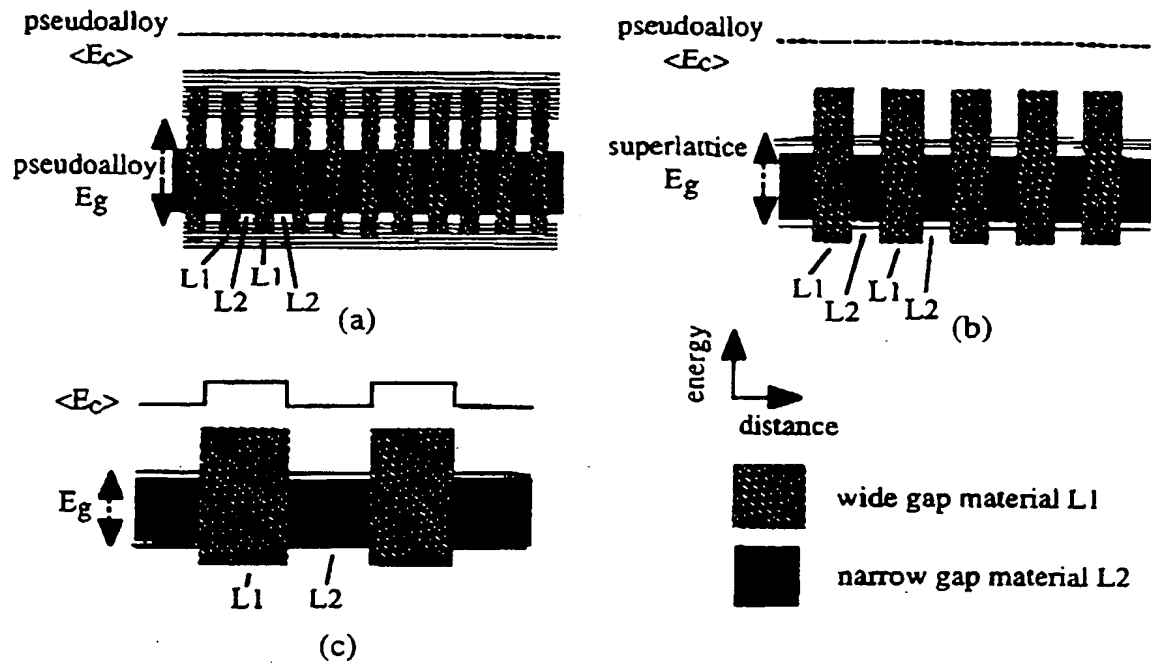 pseudoalloy
<Ec>
pseudoalloy
Eg
L1
L2
L1
L2
(a)
pseudoalloy
<Ec>
superlattice
Eg
L1
L2
L1
L2
(b)
<Ec>
Eg
L1
L2
(c)
energy
distance
wide gap material L1
narrow gap material L2